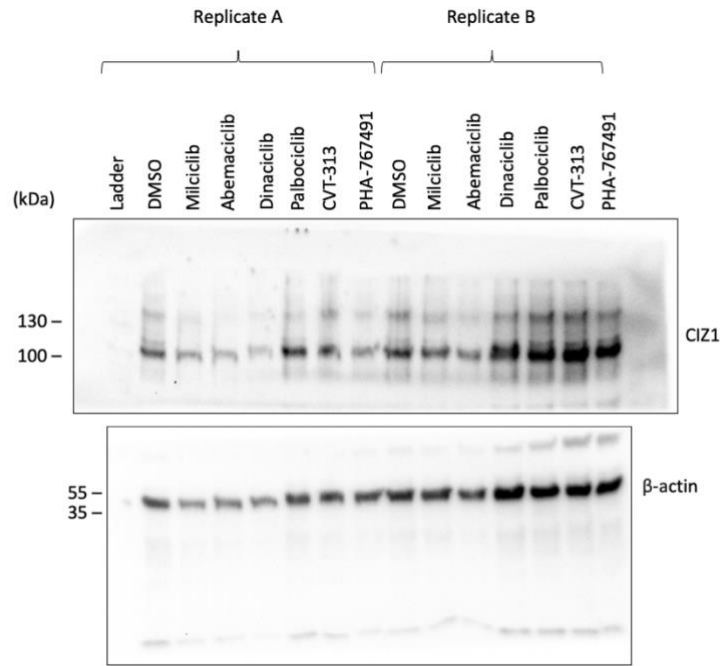 Replicate A
Replicate B
(kDa)
Ladder
DMSO
Milciclib
Abemaciclib
Dinaciclib
Palbociclib
CVT-313
PHA-767491
DMSO
Milciclib
Abemaciclib
Dinaciclib
Palbociclib
CVT-313
PHA-767491
130 –
100 –
CIZ1
55 –
35 –
β-actin